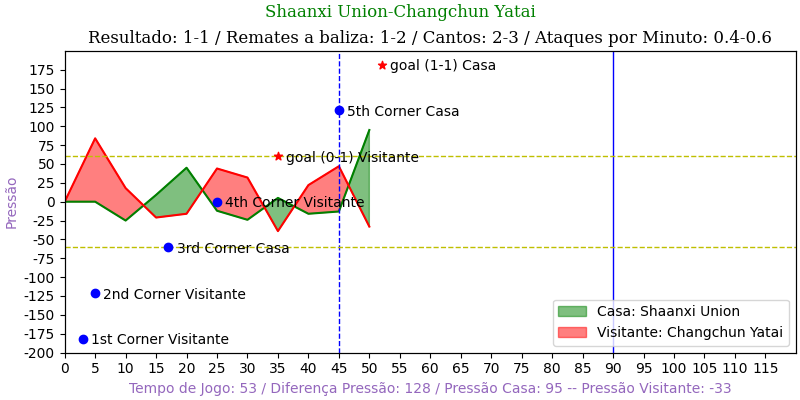 Shaanxi Union-Changchun Yatai
Resultado: 1-1 / Remates a baliza: 1-2 / Cantos: 2-3 / Ataques por Minuto: 0.4-0.6
Pressão
175
150
125
100
75
50
25
0
-25
-50
-75
-100
-125
-150
-175
-200
goal (1-1) Casa
5th Corner Casa
goal (0-1) Visitante
4th Corner Visitante
3rd Corner Casa
2nd Corner Visitante
1st Corner Visitante
Casa: Shaanxi Union
Visitante: Changchun Yatai
0 5 10 15 20 25 30 35 40 45 50 55 60 65 70 75 80 85 90 95 100 105 110 115
Tempo de Jogo: 53 / Diferença Pressão: 128 / Pressão Casa: 95 -- Pressão Visitante: -33